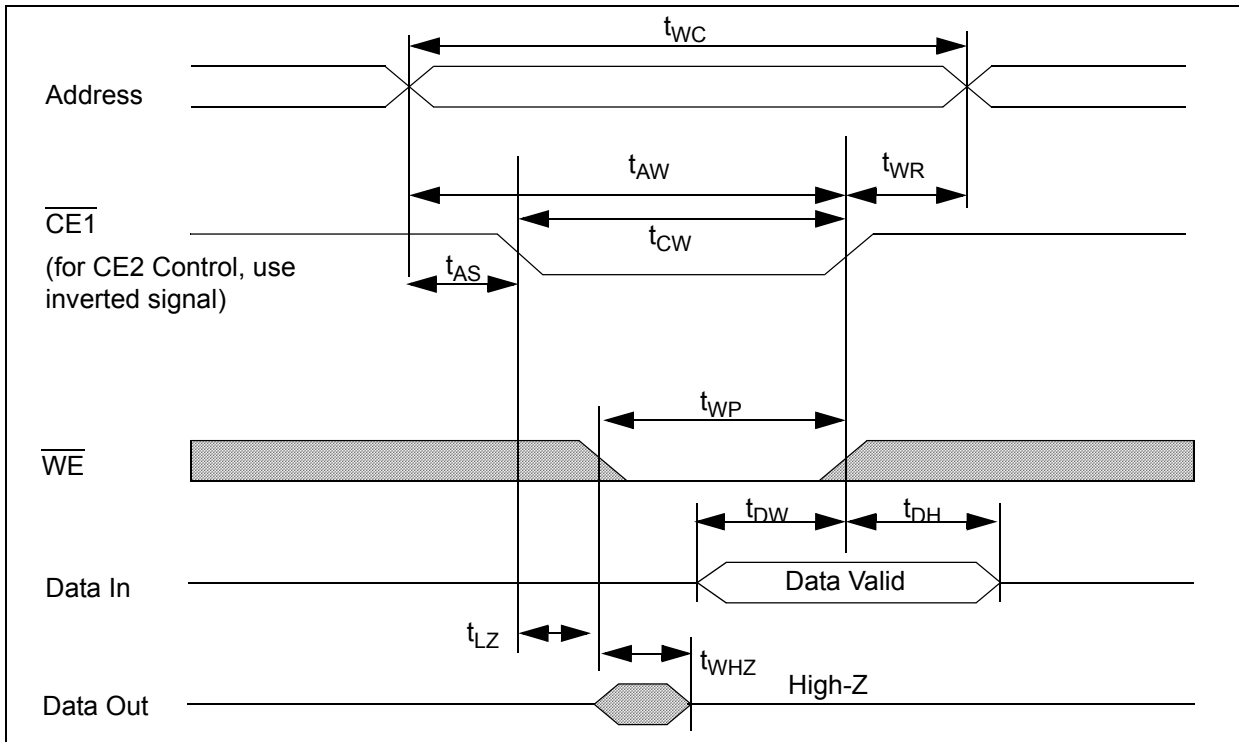 tWC
Address
tAW
tWR
CE1
tCW
(for CE2 Control, use
inverted signal)
tAS
tWP
WE
tDW
tDH
Data In
Data Valid
tLZ
tWHZ
High-Z
Data Out